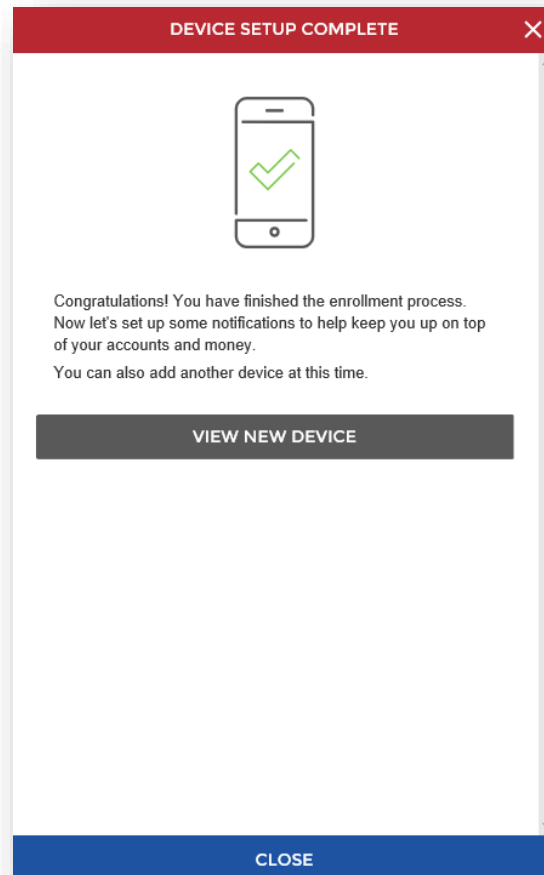 DEVICE SETUP COMPLETE
Congratulations! You have finished the enrollment process.
Now let's set up some notifications to help keep you up on top
of your accounts and money.
You can also add another device at this time.
VIEW NEW DEVICE
CLOSE